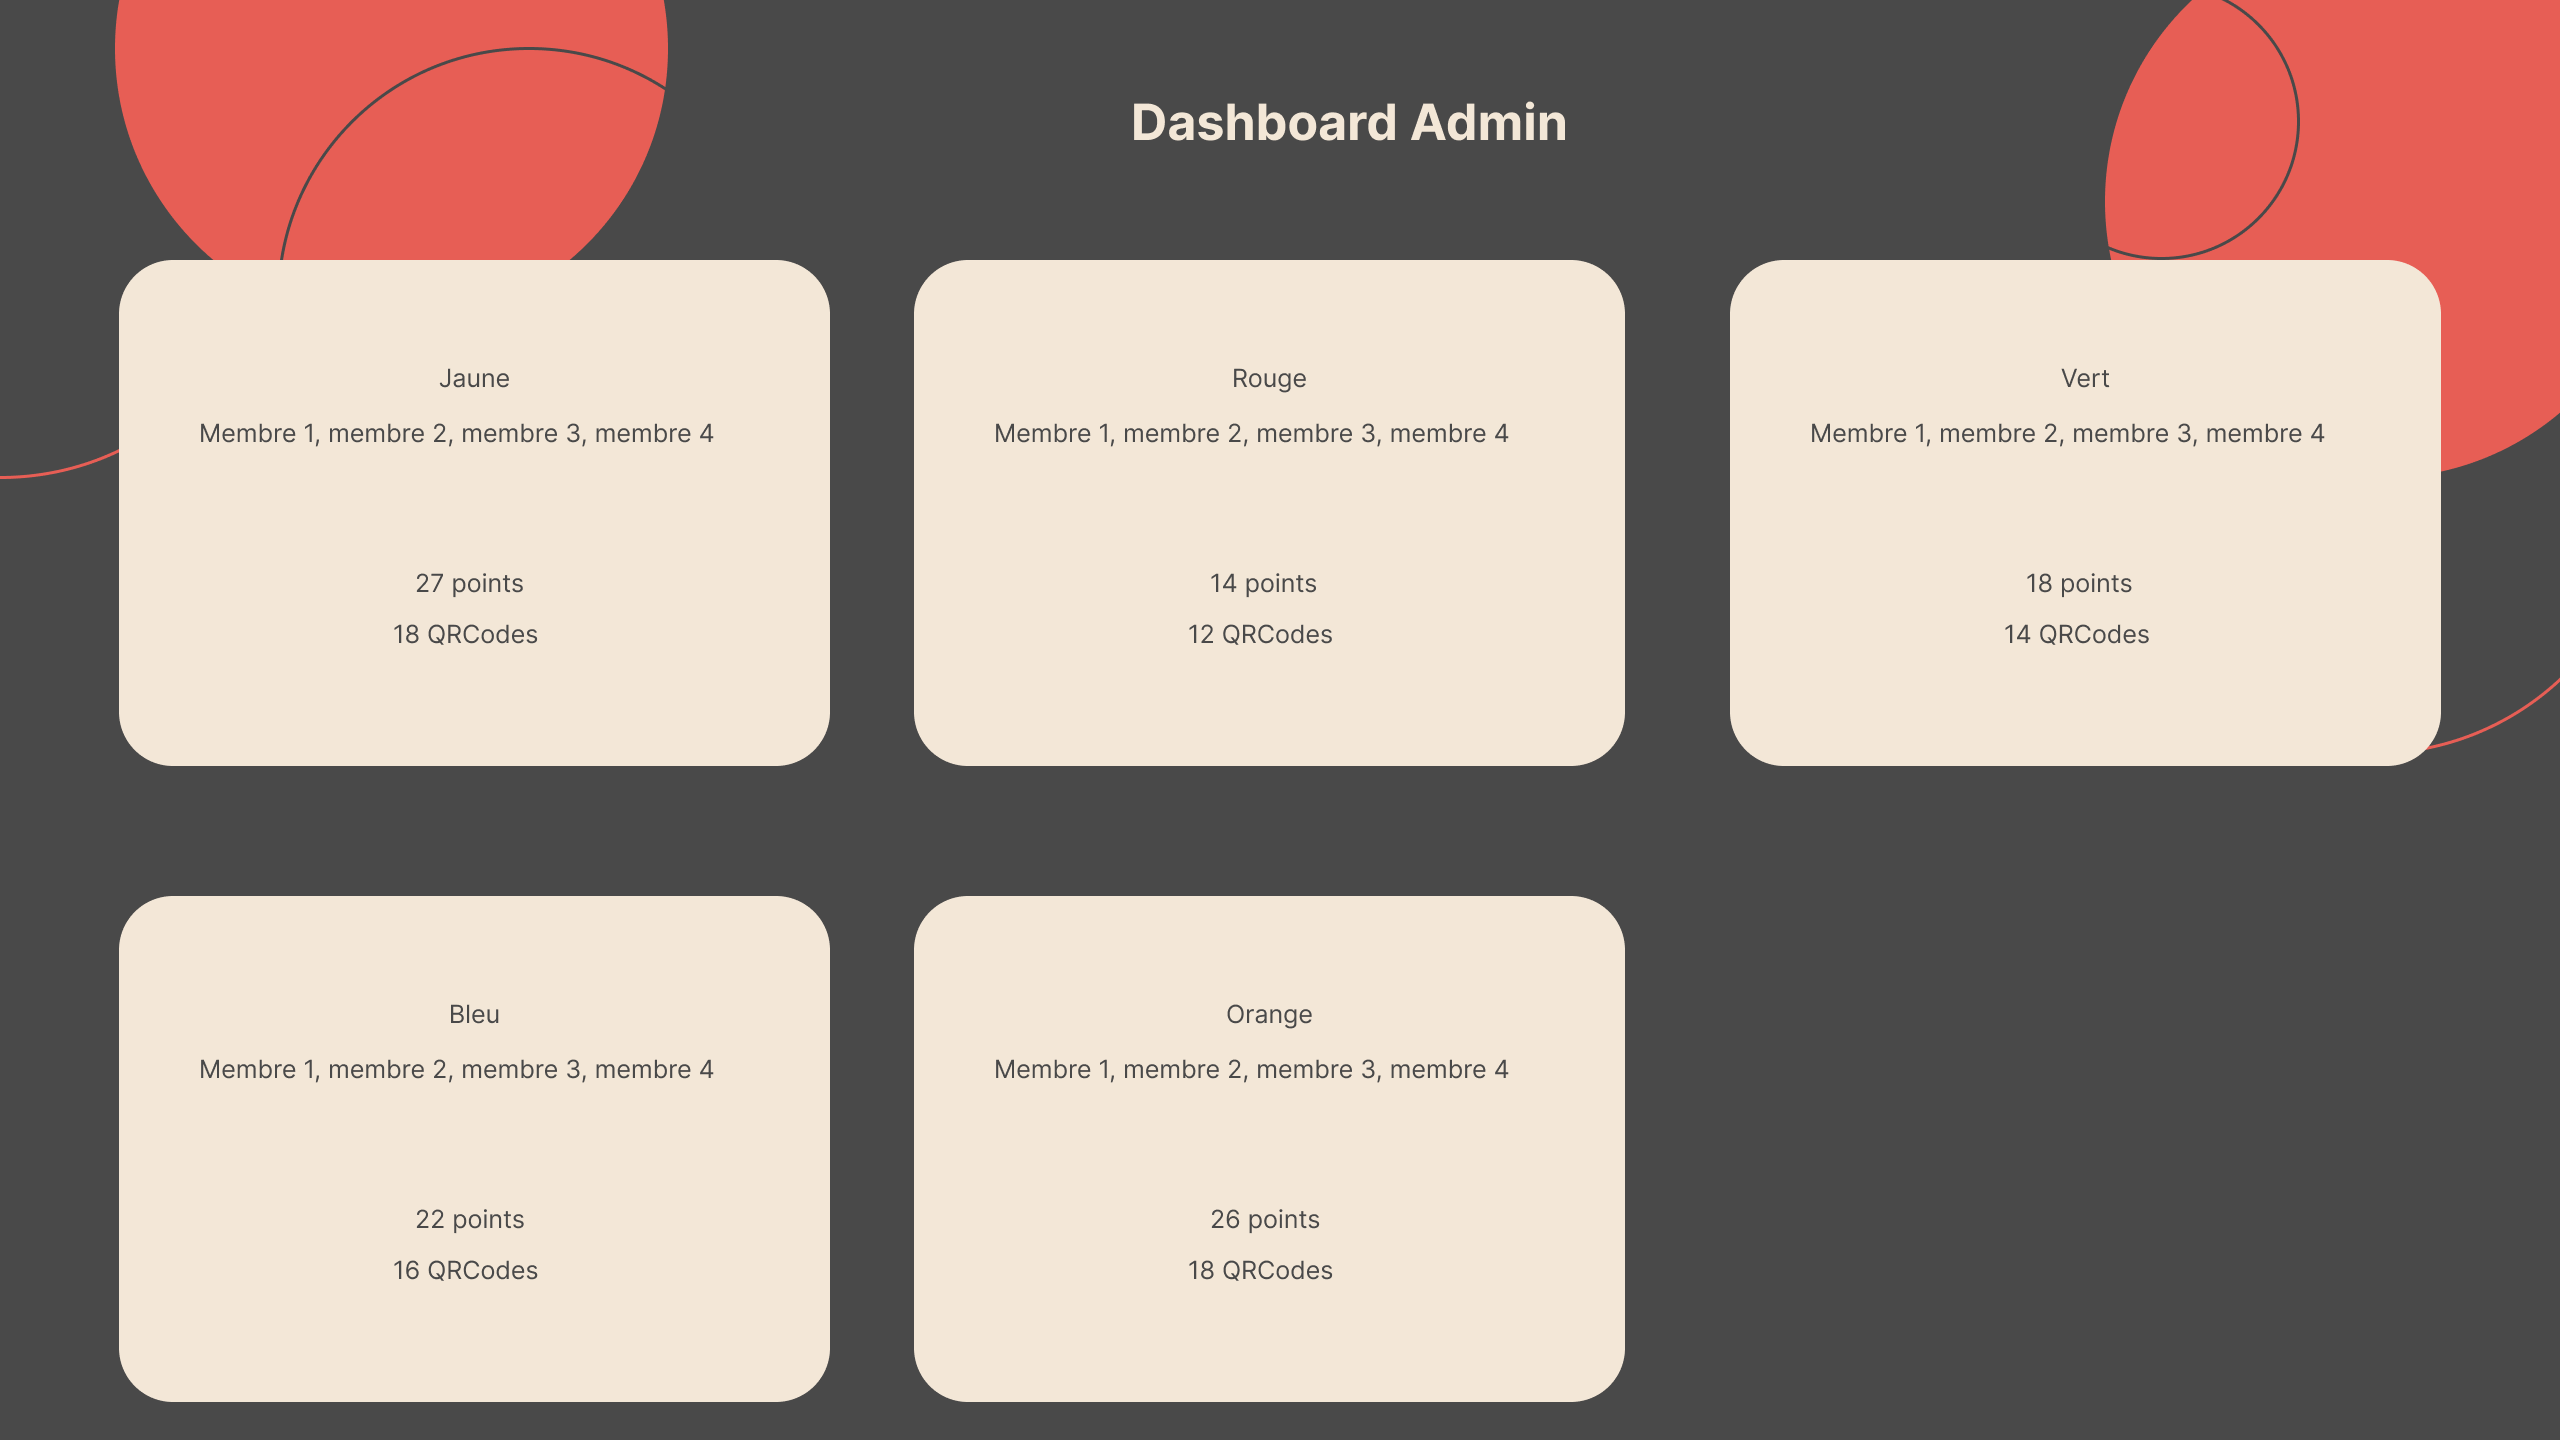 Dashboard Admin
Jaune
Membre 1, membre 2, membre 3, membre 4
27 points
18 QRCodes
Rouge
Membre 1, membre 2, membre 3, membre 4
14 points
12 QRCodes
Vert
Membre 1, membre 2, membre 3, membre 4
18 points
14 QRCodes
Bleu
Membre 1, membre 2, membre 3, membre 4
22 points
16 QRCodes
Orange
Membre 1, membre 2, membre 3, membre 4
26 points
18 QRCodes